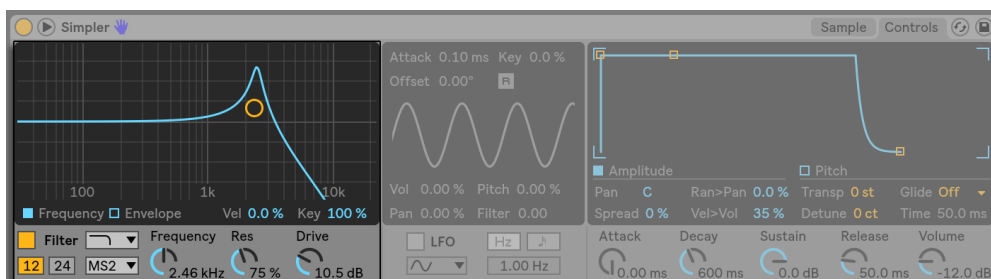 Simpler Sample Controls
Attack 0.10 ms Key 0.0 %
Offset 0.00° R
100 1k 10k
Frequency Envelope Vel 0.0 % Key 100 %
Vol 0.00 % Pitch 0.00 %
Pan 0.00 % Filter 0.00
Amplitude Pitch
Pan C Ran>Pan 0.0 % Transp 0 st Glide Off
Spread 0 % Vel>Vol 35 % Detune 0 ct Time 50.0 ms
Filter Frequency Res Drive
12 24 MS2 2.46 kHz 75 % 10.5 dB
LFO Hz
1.00 Hz
Attack Decay Sustain Release Volume
0.00 ms 600 ms 0.0 dB 50.0 ms -12.0 dB